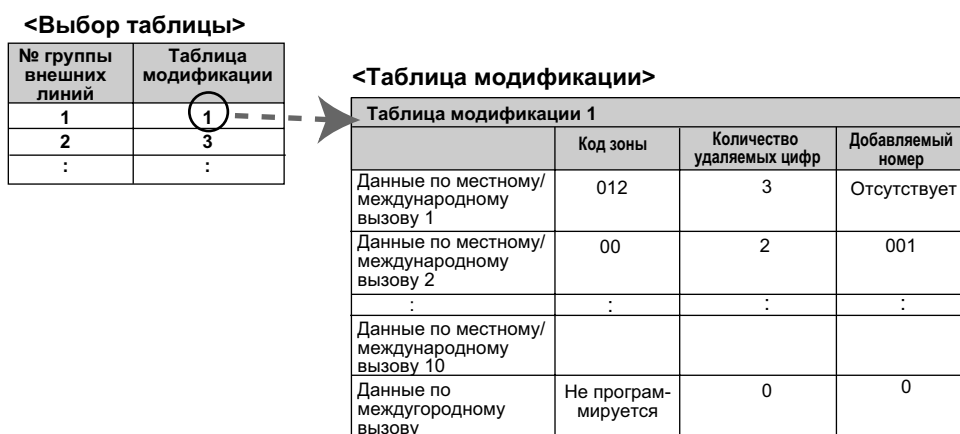 <Выбор таблицы>
№ группы внешних линий
Таблица модификации
1
1
2
3
:
:
<Таблица модификации>
Таблица модификации 1
Код зоны
Количество удаляемых цифр
Добавляемый номер
Данные по местному/
международному
вызову 1
012
3
Отсутствует
Данные по местному/
международному
вызову 2
00
2
001
:
:
:
:
Данные по местному/
международному
вызову 10
Данные по
междугородному
вызову
Не програм-
мируется
0
0